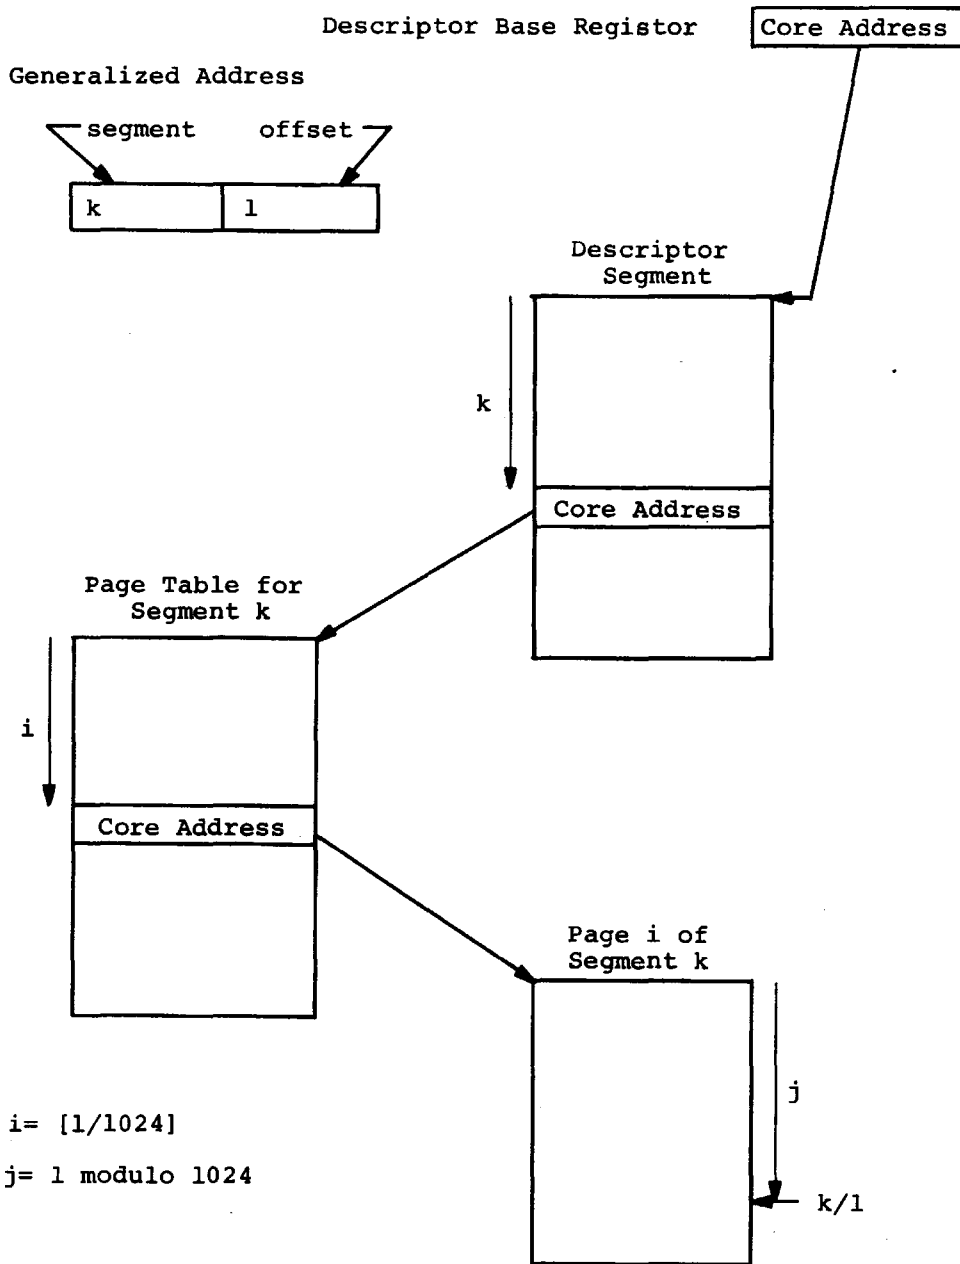 Descriptor Base Registor
Core Address
Generalized Address
segment offset
k l
Descriptor
Segment
k
Core Address
Page Table for
Segment k
i
Core Address
Page i of
Segment k
j
i= [l/1024]
j= l modulo 1024
k/l